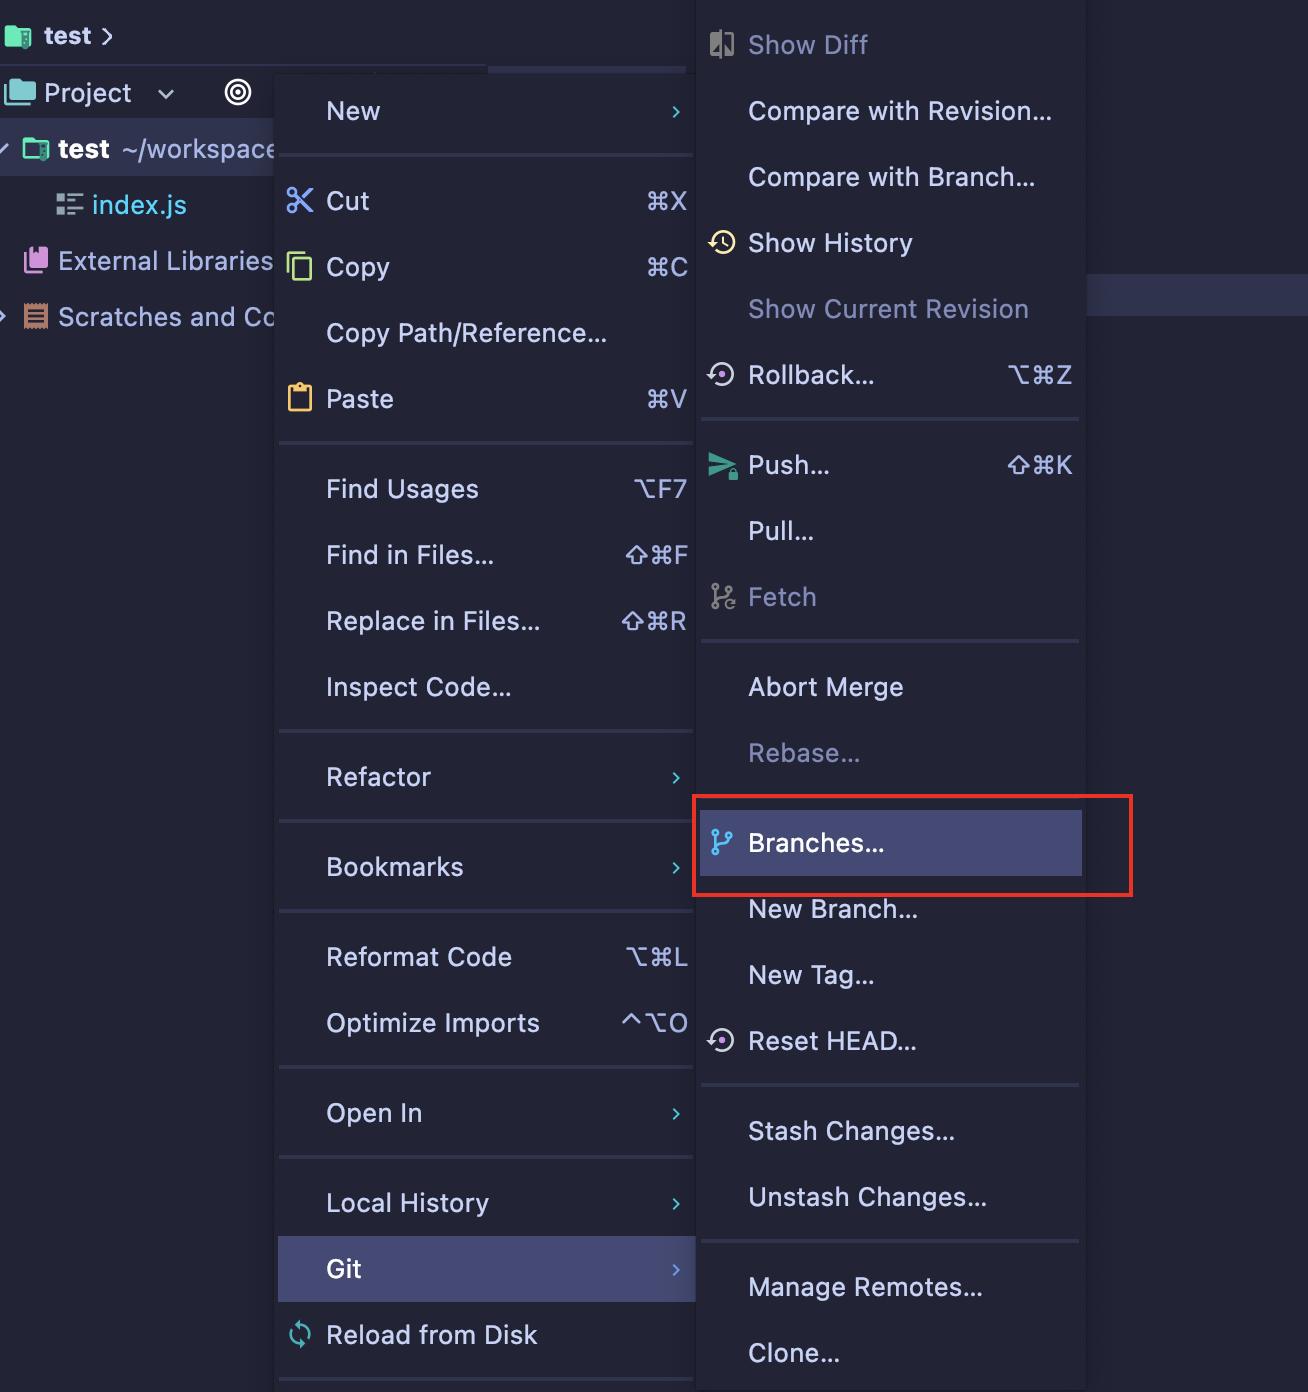 test
Project
test ~/workspace
index.js
External Libraries
Scratches and Co
New
Cut ⌘X
Copy ⌘C
Copy Path/Reference...
Paste ⌘V
Find Usages ⌥F7
Find in Files... ⇧⌘F
Replace in Files... ⇧⌘R
Inspect Code...
Refactor
Bookmarks
Reformat Code ⌥⌘L
Optimize Imports ^⌥O
Open In
Local History
Git
Reload from Disk
Show Diff
Compare with Revision...
Compare with Branch...
Show History
Show Current Revision
Rollback... ⌥⌘Z
Push... ⇧⌘K
Pull...
Fetch
Abort Merge
Rebase...
Branches...
New Branch...
New Tag...
Reset HEAD...
Stash Changes...
Unstash Changes...
Manage Remotes...
Clone...